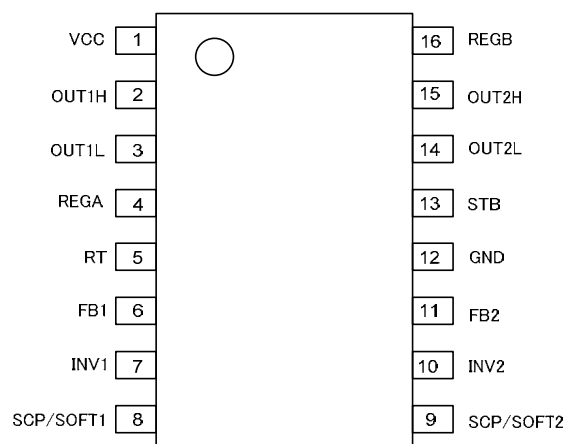 VCC 1 16 REGB
OUT1H 2 15 OUT2H
OUT1L 3 14 OUT2L
REGA 4 13 STB
RT 5 12 GND
FB1 6 11 FB2
INV1 7 10 INV2
SCP/SOFT1 8 9 SCP/SOFT2